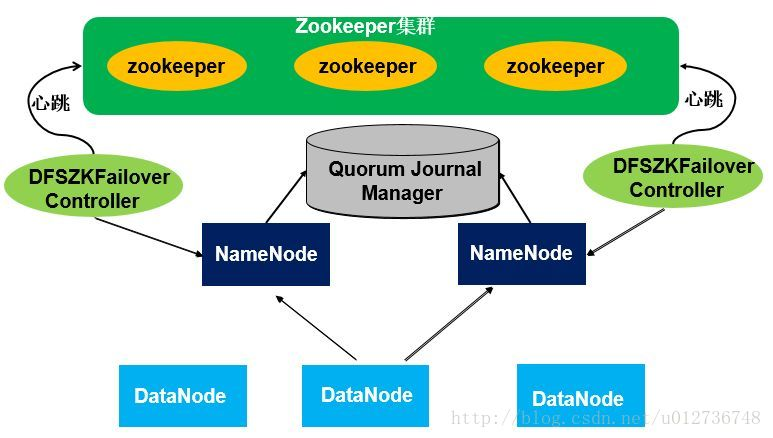 Zookeeper集群
zookeeper
zookeeper
zookeeper
心跳
心跳
DFSZKFailover
Controller
Quorum Journal
Manager
DFSZKFailover
Controller
NameNode
NameNode
DataNode
DataNode
DataNode
http://blog.csdn.net/u012736748